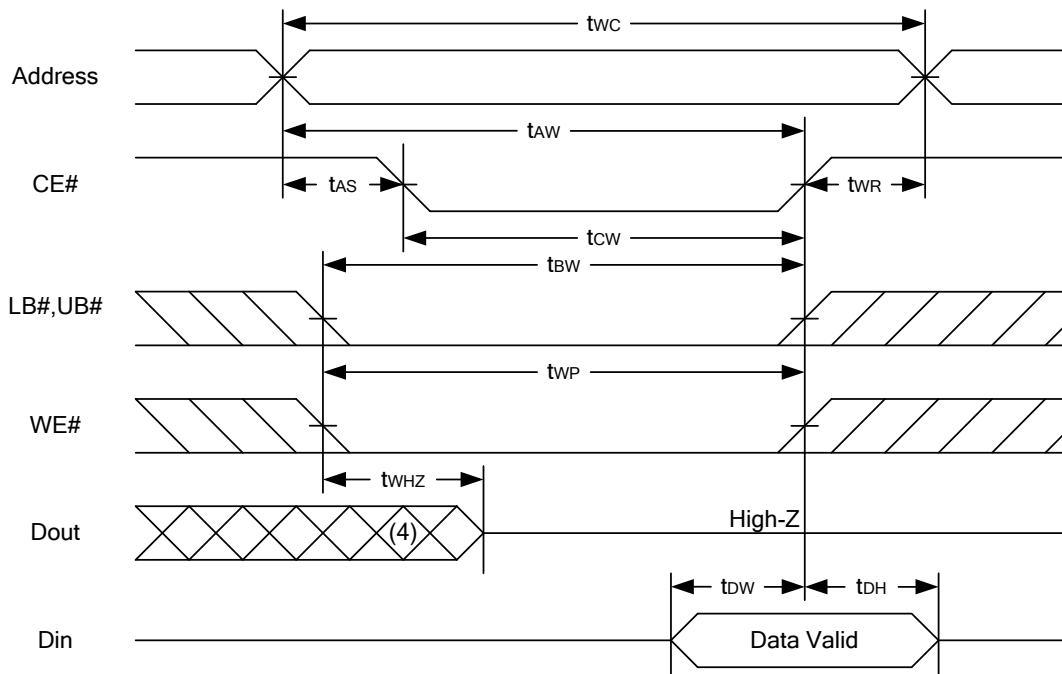 tWC
Address
tAW
CE#
tAS
tWR
tCW
tBW
LB#,UB#
tWP
WE#
tWHZ
Dout
(4)
High-Z
tDW
tDH
Din
Data Valid